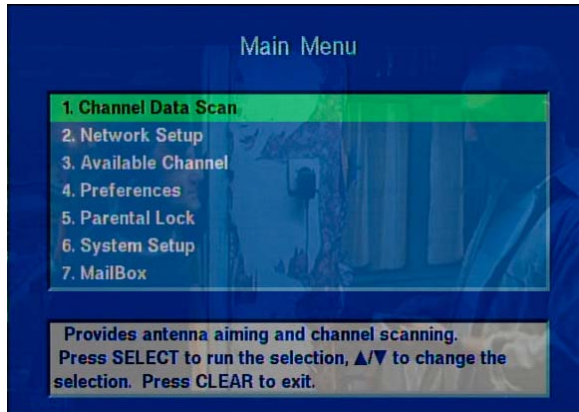 Main Menu
1. Channel Data Scan
2. Network Setup
3. Available Channel
4. Preferences
5. Parental Lock
6. System Setup
7. MailBox
Provides antenna aiming and channel scanning.
Press SELECT to run the selection, ▲/▼ to change the
selection. Press CLEAR to exit.